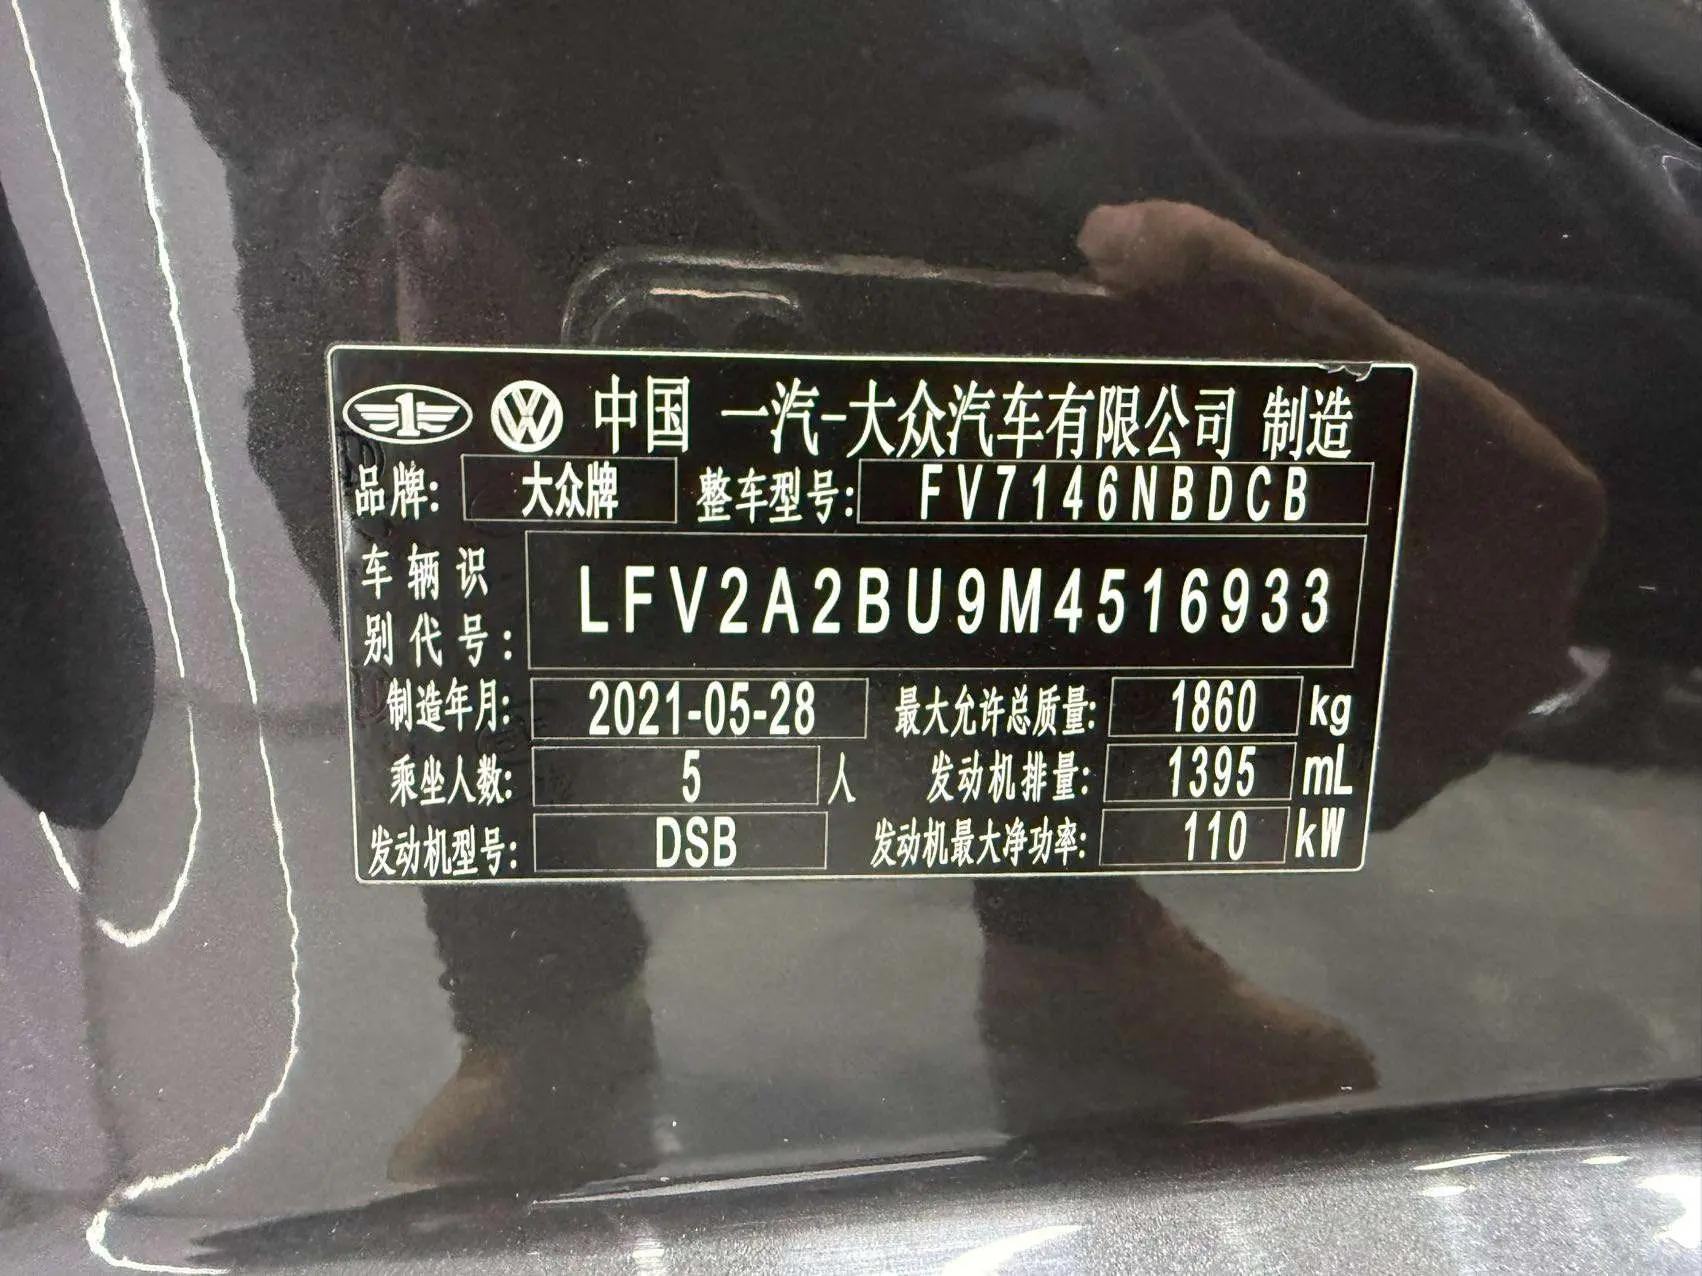 中国 一汽-大众汽车有限公司 制造
品牌: 大众牌 整车型号: FV7146NBDCB
车辆识别代号: LFV2A2BU9M4516933
制造年月: 2021-05-28 最大允许总质量: 1860 kg
乘坐人数: 5 人 发动机排量: 1395 mL
发动机型号: DSB 发动机最大净功率: 110 kW